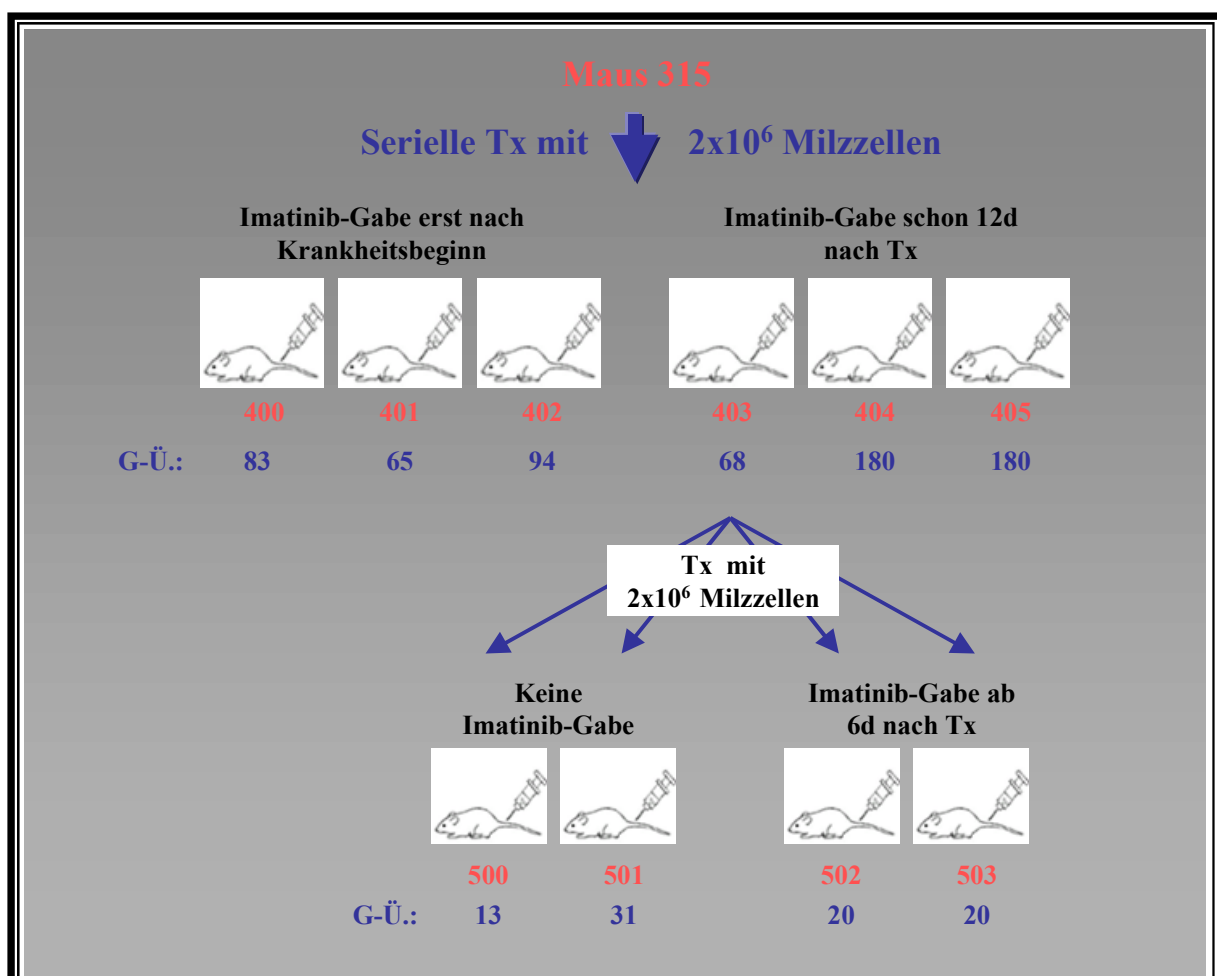 Maus 315
Serielle Tx mit 2x10⁶ Milzzellen
Imatinib-Gabe erst nach
Krankheitsbeginn
Imatinib-Gabe schon 12d
nach Tx
400 401 402 403 404 405
G-Ü.: 83 65 94 68 180 180
Tx mit
2x10⁶ Milzzellen
Keine
Imatinib-Gabe
Imatinib-Gabe ab
6d nach Tx
500 501 502 503
G-Ü.: 13 31 20 20